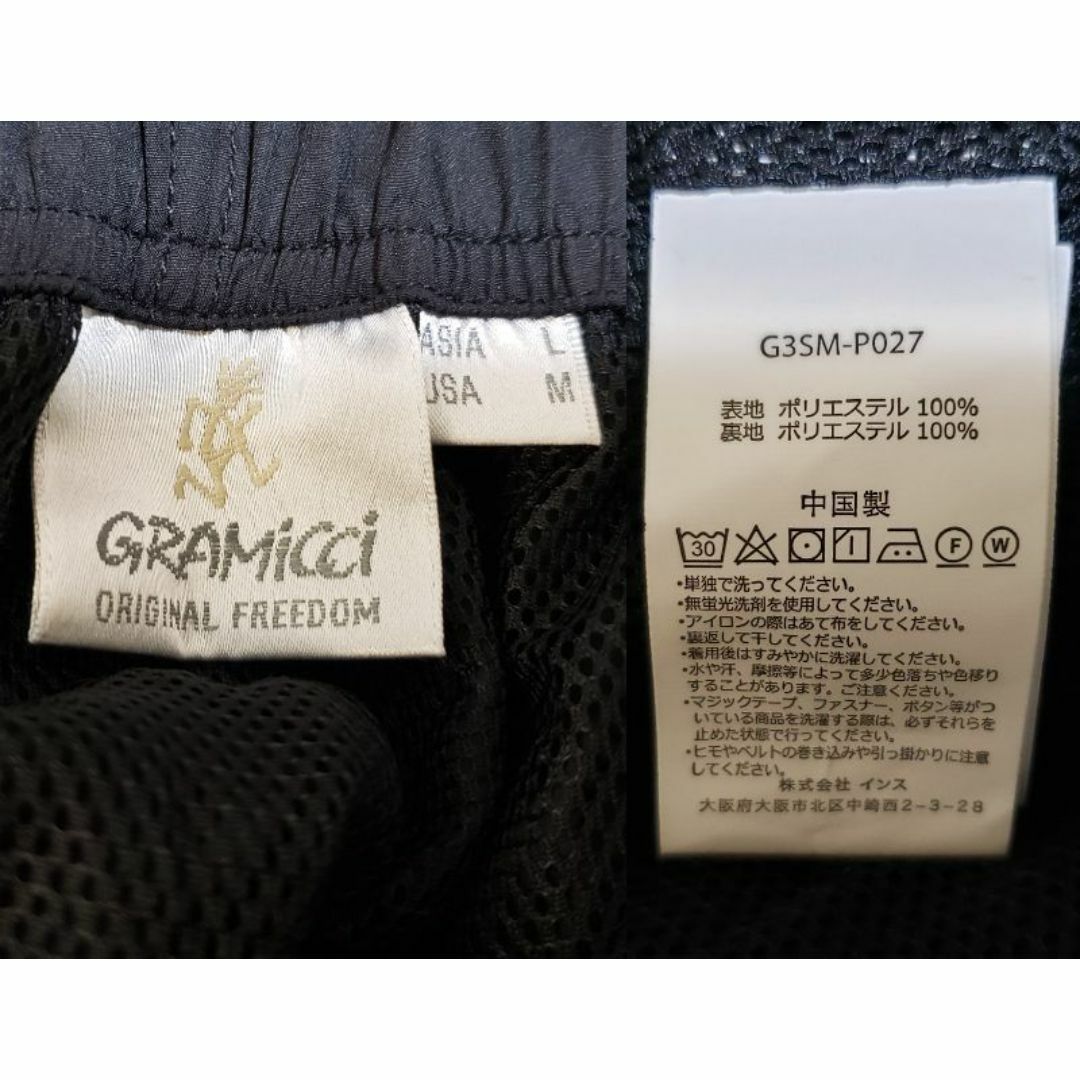 GRAMiCCi
ORIGINAL FREEDOM
ASIA L
USA M
G3SM-P027
表地 ポリエステル 100%
裏地 ポリエステル 100%
中国製
30 F W
・単独で洗ってください。
・無蛍光洗剤を使用してください。
・アイロンの際はあて布をしてください。
・裏返して干してください。
・着用後はすみやかに洗濯してください。
・水や汗、摩擦等によって多少色落ちや色移り
することがあります。ご注意ください。
・マジックテープ、ファスナー、ボタン等がつ
いている商品を洗濯する際は、必ずそれらを
止めた状態で行ってください。
・ヒモやベルトの巻き込みや引っ掛かりに注意
してください。
株式会社 インス
大阪府大阪市北区中崎西2-3-28